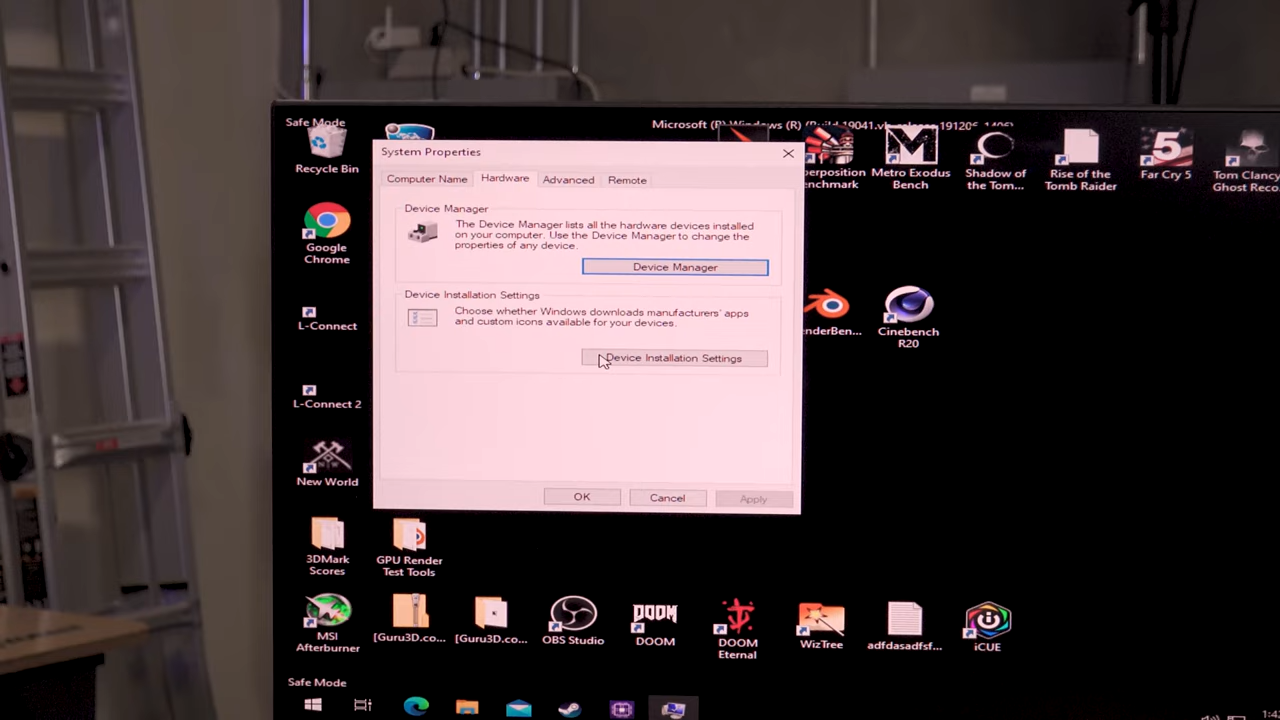 Safe Mode
Microsoft (R) Windows (R) (Build 19041.vb_release.191206-1406)
System Properties
Computer Name
Hardware
Advanced
Remote
Device Manager
The Device Manager lists all the hardware devices installed
on your computer. Use the Device Manager to change the
properties of any device.
Device Manager
Device Installation Settings
Choose whether Windows downloads manufacturers' apps
and custom icons available for your devices.
Device Installation Settings
OK
Cancel
Apply
Recycle Bin
Google
Chrome
L-Connect
L-Connect 2
New World
3DMark
Scores
GPU Render
Test Tools
erposition
enchmark
Metro Exodus
Bench
Shadow of
the Tom...
Rise of the
Tomb Raider
5
Far Cry 5
Tom Clancy
Ghost Reco
nderBen...
Cinebench
R20
MSI
Afterburner
[Guru3D.co...
[Guru3D.co...
OBS Studio
DOOM
DOOM
DOOM
Eternal
WizTree
adfdasadfsf...
iCUE
Safe Mode